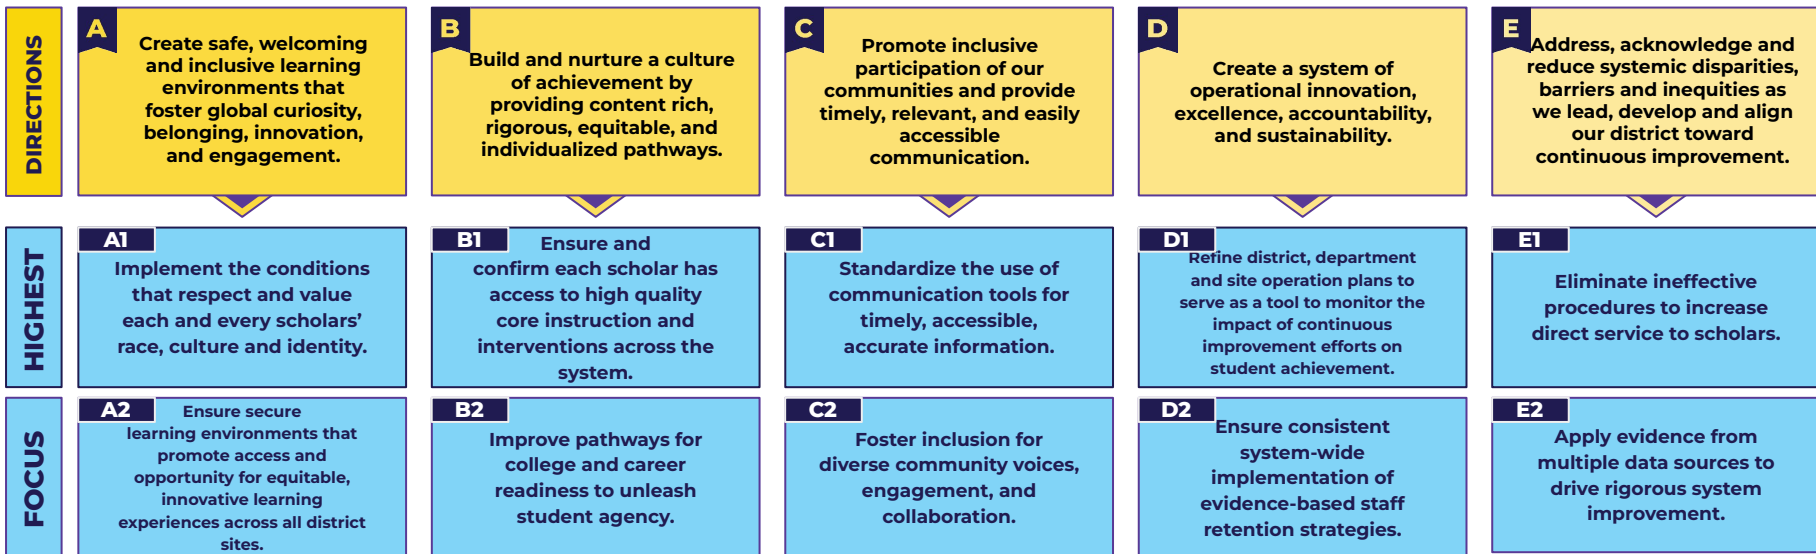 DIRECTIONS
A
Create safe, welcoming
and inclusive learning
environments that
foster global curiosity,
belonging, innovation,
and engagement.
B
Build and nurture a culture
of achievement by
providing content rich,
rigorous, equitable, and
individualized pathways.
C
Promote inclusive
participation of our
communities and provide
timely, relevant, and easily
accessible
communication.
D
Create a system of
operational innovation,
excellence, accountability,
and sustainability.
E
Address, acknowledge and
reduce systemic disparities,
barriers and inequities as
we lead, develop and align
our district toward
continuous improvement.
HIGHEST
A1
Implement the conditions
that respect and value
each and every scholars’
race, culture and identity.
B1
Ensure and
confirm each scholar has
access to high quality
core instruction and
interventions across the
system.
C1
Standardize the use of
communication tools for
timely, accessible,
accurate information.
D1
Refine district, department
and site operation plans to
serve as a tool to monitor the
impact of continuous
improvement efforts on
student achievement.
E1
Eliminate ineffective
procedures to increase
direct service to scholars.
FOCUS
A2
Ensure secure
learning environments that
promote access and
opportunity for equitable,
innovative learning
experiences across all district
sites.
B2
Improve pathways for
college and career
readiness to unleash
student agency.
C2
Foster inclusion for
diverse community voices,
engagement, and
collaboration.
D2
Ensure consistent
system-wide
implementation of
evidence-based staff
retention strategies.
E2
Apply evidence from
multiple data sources to
drive rigorous system
improvement.